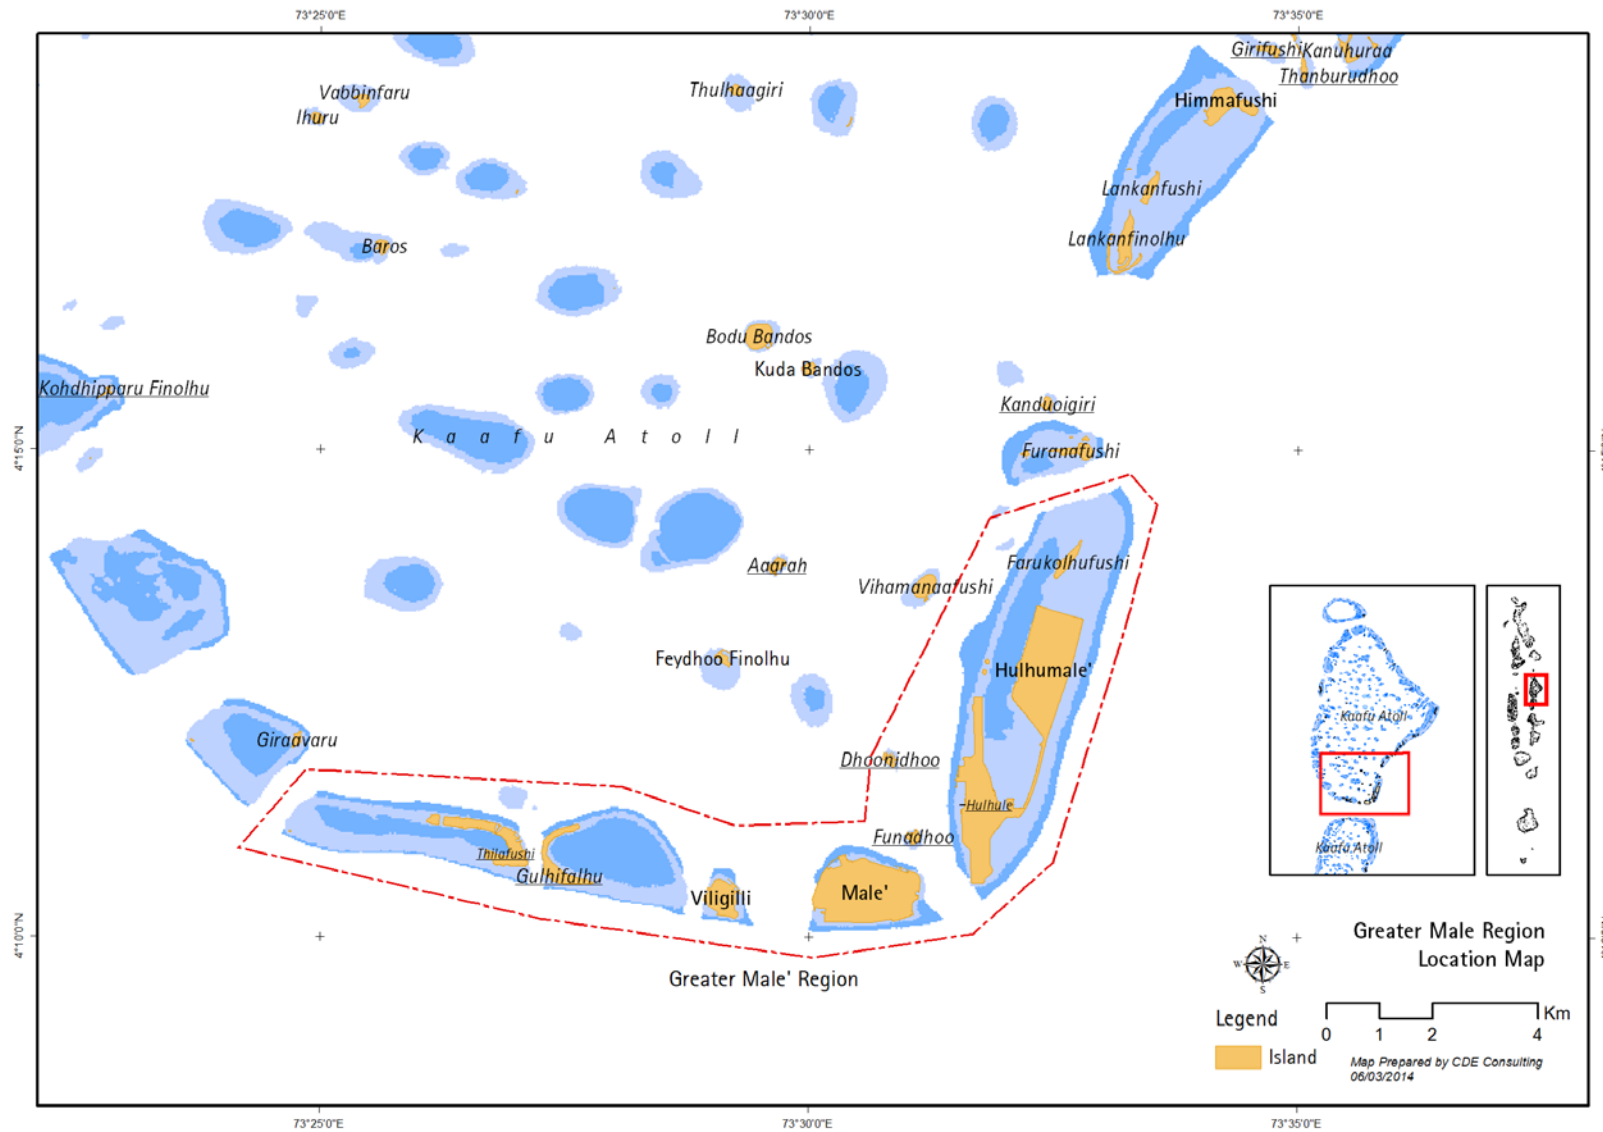 73°25'0"E
73°30'0"E
73°35'0"E
Girifushi
Kanuhuraa
Thanburudhoo
Vabbinfaru
Ihuru
Thulhaagiri
Himmafushi
Lankanfushi
Lankanfinolhu
Baros
Bodu Bandos
Kuda Bandos
Kohdhipparu Finolhu
Kanduoigiri
Kaafu Atoll
Furanafushi
4°15'0"N
Aaarah
Farukolhufushi
Vihamanaafushi
Feydhoo Finolhu
Hulhumale'
Giraavaru
Dhoonidhoo
Hulhule
Funadhoo
Thilafushi
Gulhifalhu
Viligilli
Male'
Kaafu Atoll
Kaafu Atoll
4°10'0"N
Greater Male' Region
Greater Male Region
Location Map
N
W
E
S
Legend
Island
Km
0 1 2 4
Map Prepared by CDE Consulting
06/03/2014
73°25'0"E
73°30'0"E
73°35'0"E